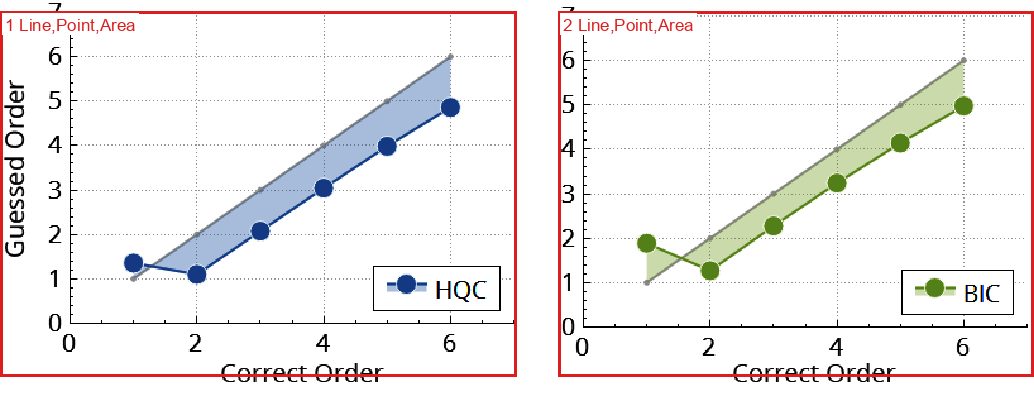 7
1 Line,Point,Area
6
5
4
3
2
1
0
Guessed Order
HQC
0 2 4 6
Correct Order
7
2 Line,Point,Area
6
5
4
3
2
1
0
BIC
0 2 4 6
Correct Order